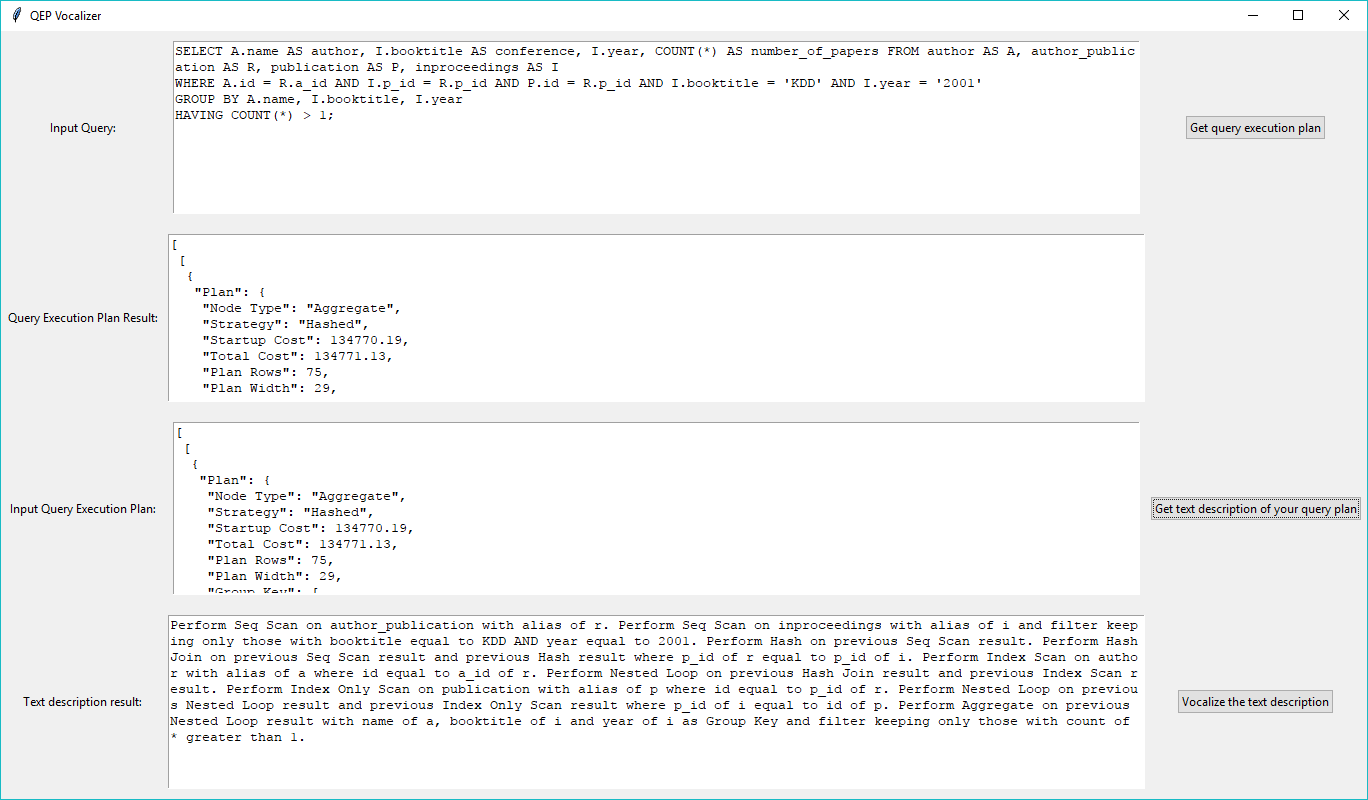 QEP Vocalizer
Input Query:
SELECT A.name AS author, I.booktitle AS conference, I.year, COUNT(*) AS number_of_papers FROM author AS A, author_public
ation AS R, publication AS P, inproceedings AS I
WHERE A.id = R.a_id AND I.p_id = R.p_id AND P.id = R.p_id AND I.booktitle = 'KDD' AND I.year = '2001'
GROUP BY A.name, I.booktitle, I.year
HAVING COUNT(*) > 1;
Get query execution plan
Query Execution Plan Result:
[
[
{
"Plan": {
"Node Type": "Aggregate",
"Strategy": "Hashed",
"Startup Cost": 134770.19,
"Total Cost": 134771.13,
"Plan Rows": 75,
"Plan Width": 29,
Input Query Execution Plan:
[
[
{
"Plan": {
"Node Type": "Aggregate",
"Strategy": "Hashed",
"Startup Cost": 134770.19,
"Total Cost": 134771.13,
"Plan Rows": 75,
"Plan Width": 29,
"Group Key": [
Get text description of your query plan
Text description result:
Perform Seq Scan on author_publication with alias of r. Perform Seq Scan on inproceedings with alias of i and filter keep
ing only those with booktitle equal to KDD AND year equal to 2001. Perform Hash on previous Seq Scan result. Perform Hash
Join on previous Seq Scan result and previous Hash result where p_id of r equal to p_id of i. Perform Index Scan on autho
r with alias of a where id equal to a_id of r. Perform Nested Loop on previous Hash Join result and previous Index Scan r
esult. Perform Index Only Scan on publication with alias of p where id equal to p_id of r. Perform Nested Loop on previou
s Nested Loop result and previous Index Only Scan result where p_id of i equal to id of p. Perform Aggregate on previous
Nested Loop result with name of a, booktitle of i and year of i as Group Key and filter keeping only those with count of
* greater than 1.
Vocalize the text description